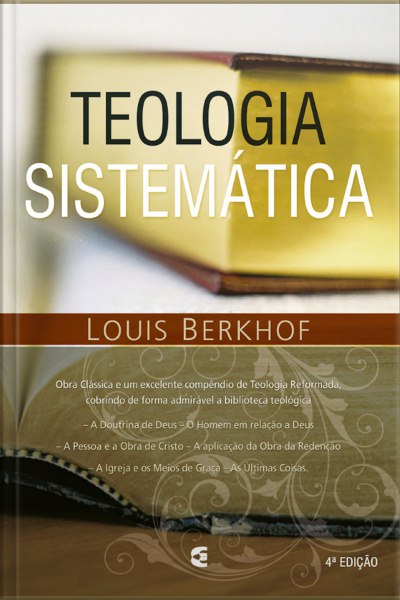 TEOLOGIA
SISTEMÁTICA
LOUIS BERKHOF
Obra Clássica e um excelente compêndio de Teologia Reformada,
cobrindo de forma admirável a biblioteca teológica
– A Doutrina de Deus – O Homem em relação a Deus
– A Pessoa e a Obra de Cristo – A aplicação da Obra da Redenção
– A Igreja e os Meios de Graça – As Últimas Coisas.
4ª EDIÇÃO